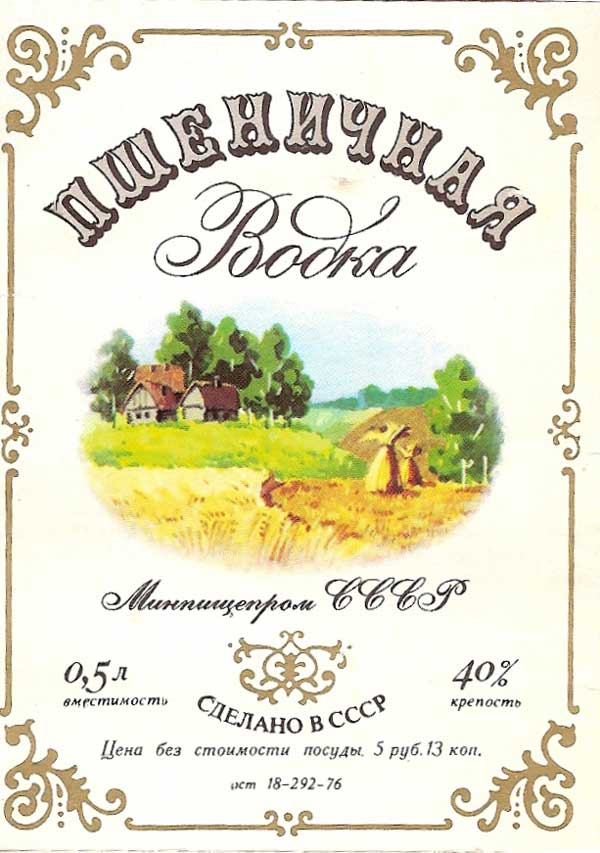 ПШЕНИЧНАЯ
Водка
Минпищепром СССР
0,5 л
вместимость
40%
крепость
СДЕЛАНО В СССР
Цена без стоимости посуды 5 руб. 13 коп.
ост 18-292-76